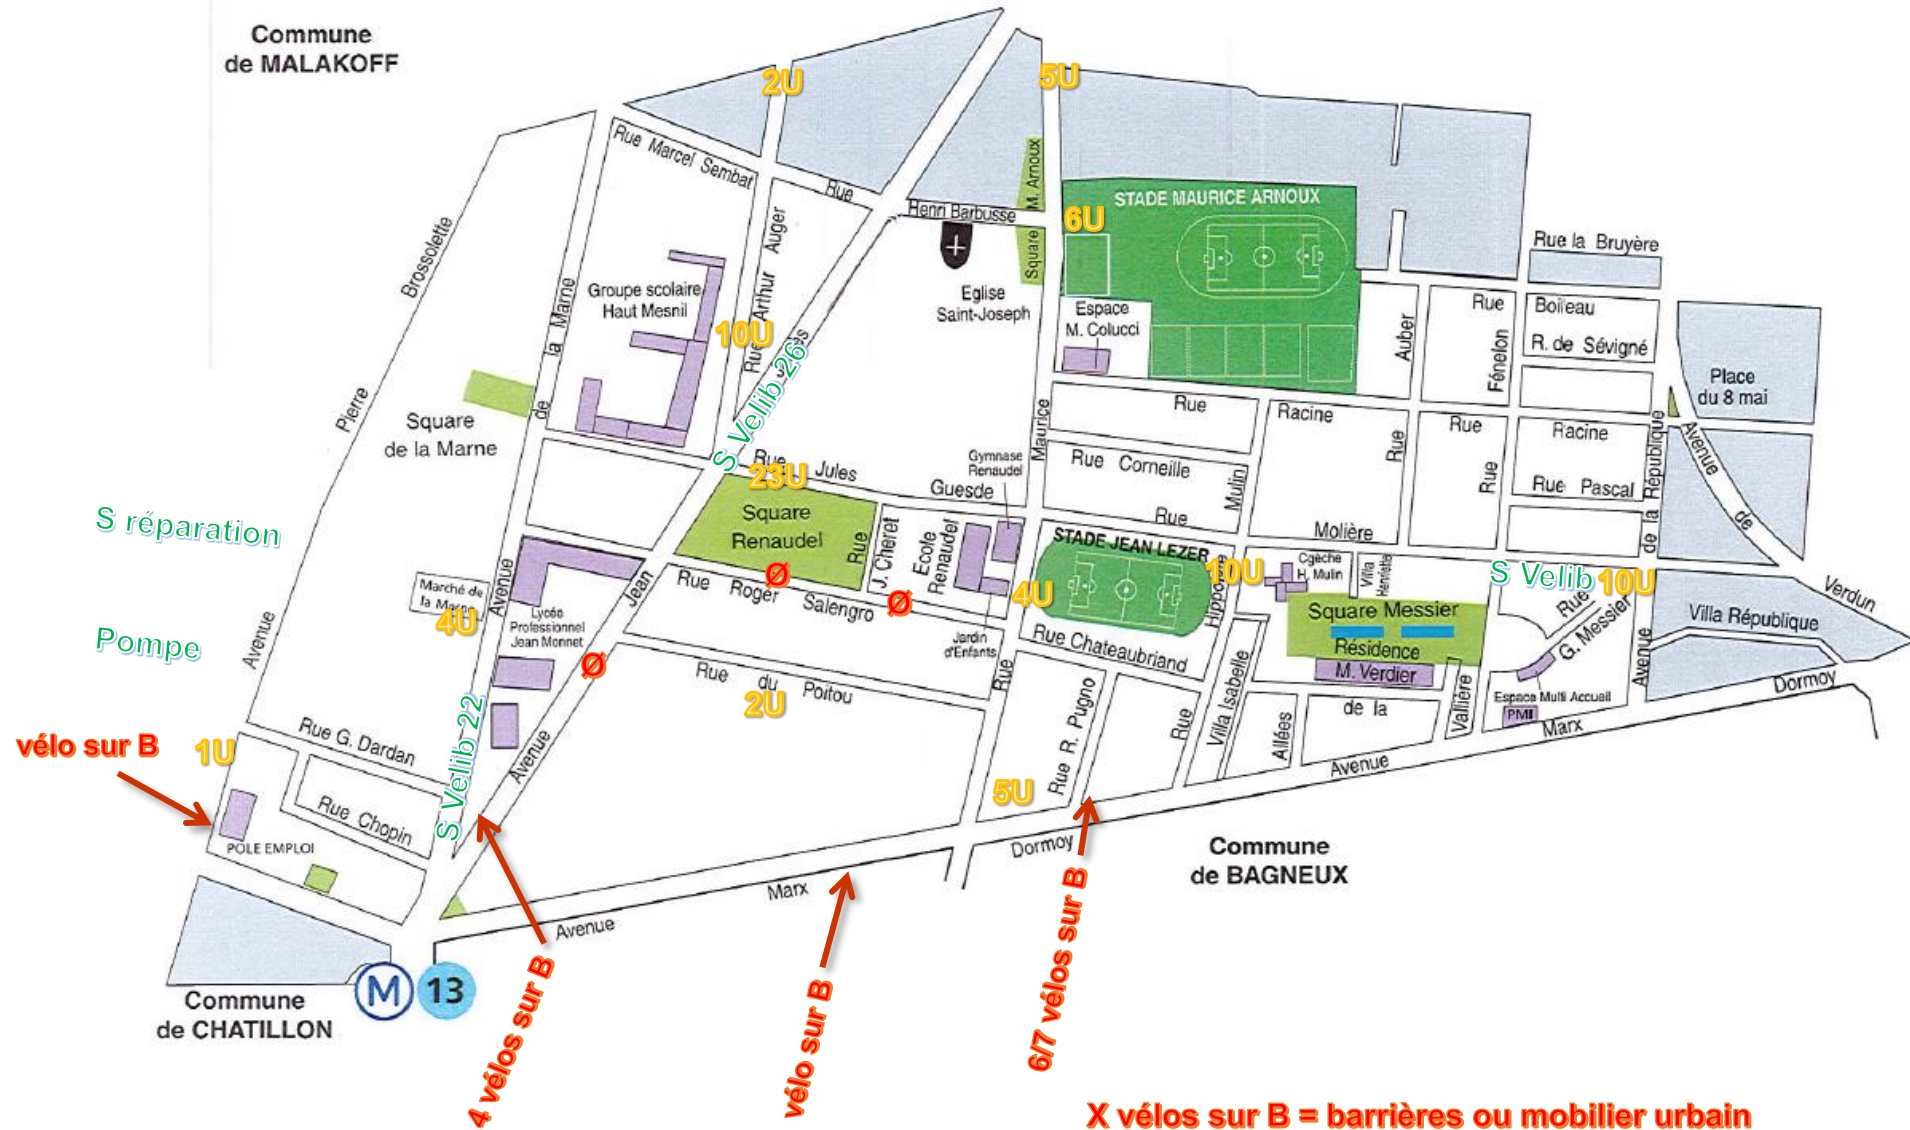 Commune
de MALAKOFF
2U
5U
Rue Marcel Sembat
Rue
Henri Barbusse
M. Arnoux
Square
STADE MAURICE ARNOUX
6U
Rue la Bruyère
Brossolette
Pierre
Avenue
la Marne
de
Avenue
Groupe scolaire
Haut Mesnil
Rue Arthur Auger
10U
Eglise
Saint-Joseph
Espace
M. Colucci
Auber
Rue
Rue
Fénelon
Rue
Boileau
R. de Sévigné
Place
du 8 mai
S Velib 26
Square
de la Marne
Rue
Racine
Rue
Racine
Rue Pascal
Avenue
de
Verdun
de la République
Avenue
Maurice
Rue
Rue Jules
Guesde
23U
Gymnase
Renaudel
Rue Corneille
Rue
Molière
Mulin
Hippolyte
Rue
Square
Renaudel
Rue
J. Cheret
Ecole
Renaudel
STADE JEAN LEZER
10U
Crèche
H. Mulin
Villa
Henriette
S Velib
10U
S réparation
Marché de
la Marne
4U
Lycée
Professionnel
Jean Monnet
Jean
Avenue
Rue Roger Salengro
Ø
Ø
Ø
4U
Jardin
d'Enfants
Rue Chateaubriand
Square Messier
Résidence
M. Verdier
Rue
G. Messier
Villa République
Pompe
Rue du Poitou
2U
Rue R. Pugno
Villa Isabelle
Allées
de la
Vallière
Espace Multi Accueil
PMI
Marx
Dormoy
vélo sur B
1U
Rue G. Dardan
Rue Chopin
S Velilb 22
POLE EMPLOI
5U
Avenue
Dormoy
Marx
Avenue
Commune
de BAGNEUX
M
13
Commune
de CHATILLON
4 vélos sur B
vélo sur B
6/7 vélos sur B
X vélos sur B = barrières ou mobilier urbain